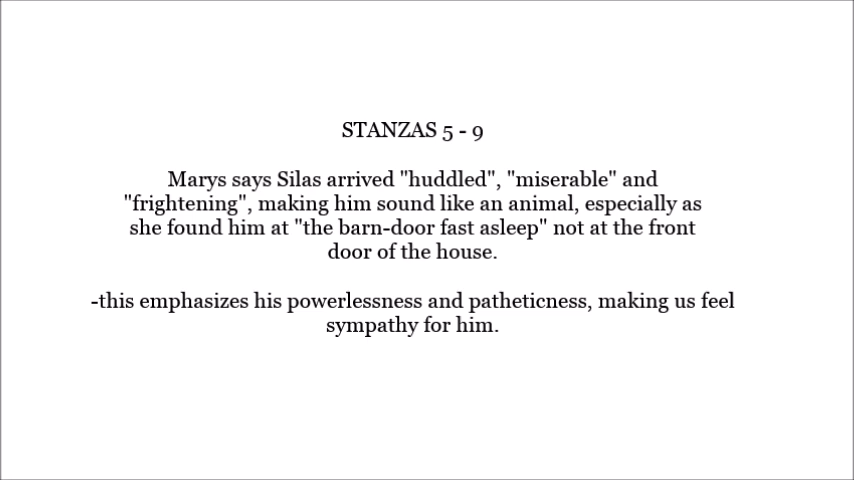 STANZAS 5 - 9
Marys says Silas arrived "huddled", "miserable" and
"frightening", making him sound like an animal, especially as
she found him at "the barn-door fast asleep" not at the front
door of the house.
-this emphasizes his powerlessness and patheticness, making us feel
sympathy for him.